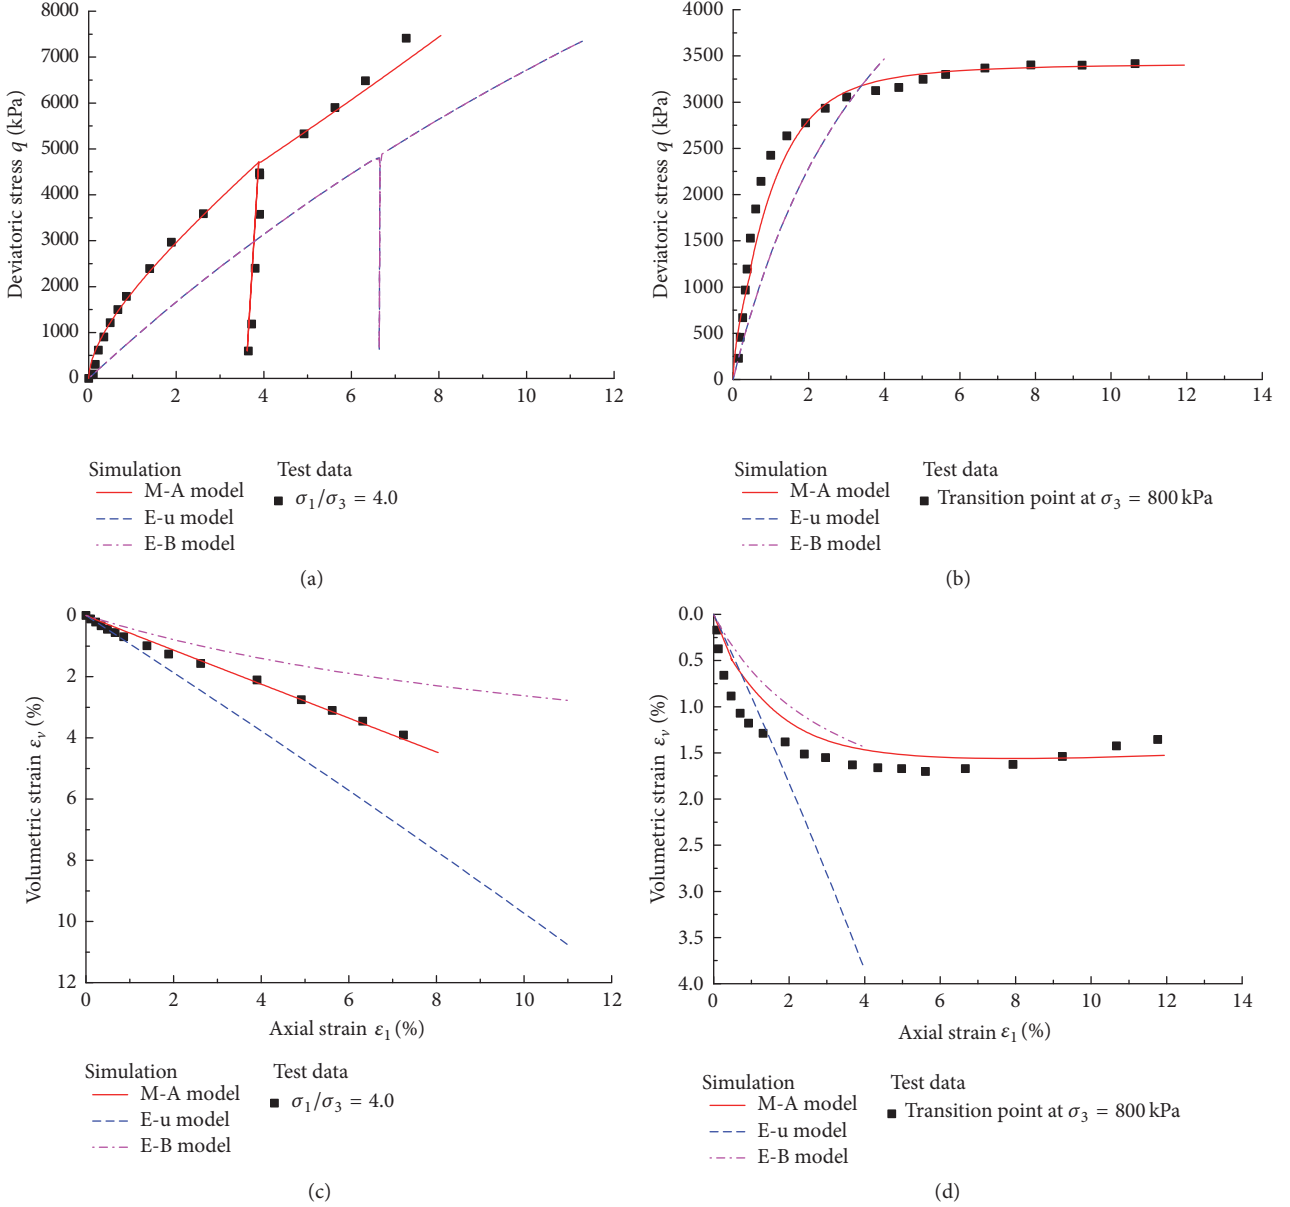 8000
7000
6000
5000
4000
3000
2000
1000
0
Deviatoric stress q (kPa)
0 2 4 6 8 10 12
Simulation
M-A model
E-u model
E-B model
Test data
σ₁/σ₃ = 4.0
(a)
4000
3500
3000
2500
2000
1500
3000
500
0
Deviatoric stress q (kPa)
0 2 4 6 8 10 12 14
Simulation
M-A model
E-u model
E-B model
Test data
Transition point at σ₃ = 800 kPa
(b)
0
2
4
6
8
10
12
Volumetric strain εᵥ (%)
0 2 4 6 8 10 12
Axial strain ε₁ (%)
Simulation
M-A model
E-u model
E-B model
Test data
σ₁/σ₃ = 4.0
(c)
0.0
0.5
1.0
1.5
2.0
2.5
3.0
3.5
4.0
Volumetric strain εᵥ (%)
0 2 4 6 8 10 12 14
Axial strain ε₁ (%)
Simulation
M-A model
E-u model
E-B model
Test data
Transition point at σ₃ = 800 kPa
(d)